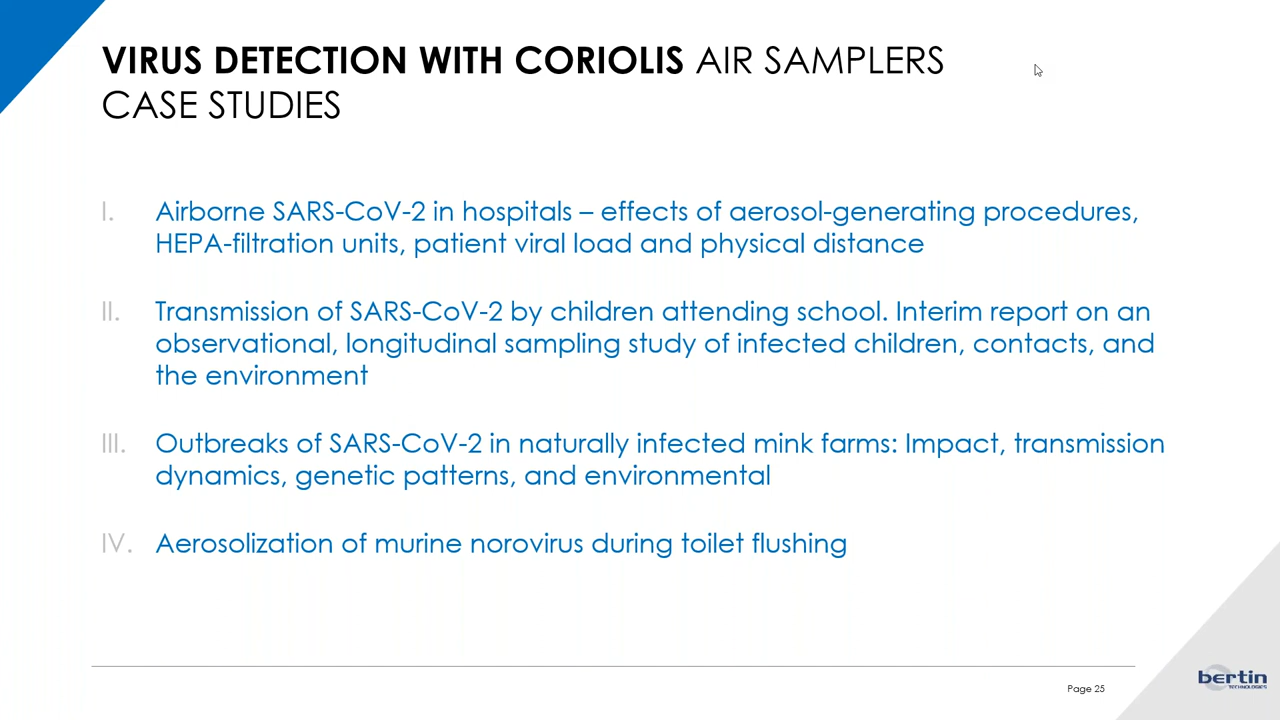 VIRUS DETECTION WITH CORIOLIS AIR SAMPLERS
CASE STUDIES
I. Airborne SARS-CoV-2 in hospitals – effects of aerosol-generating procedures,
HEPA-filtration units, patient viral load and physical distance
II. Transmission of SARS-CoV-2 by children attending school. Interim report on an
observational, longitudinal sampling study of infected children, contacts, and
the environment
III. Outbreaks of SARS-CoV-2 in naturally infected mink farms: Impact, transmission
dynamics, genetic patterns, and environmental
IV. Aerosolization of murine norovirus during toilet flushing
Page 25
bertin
TECHNOLOGIES